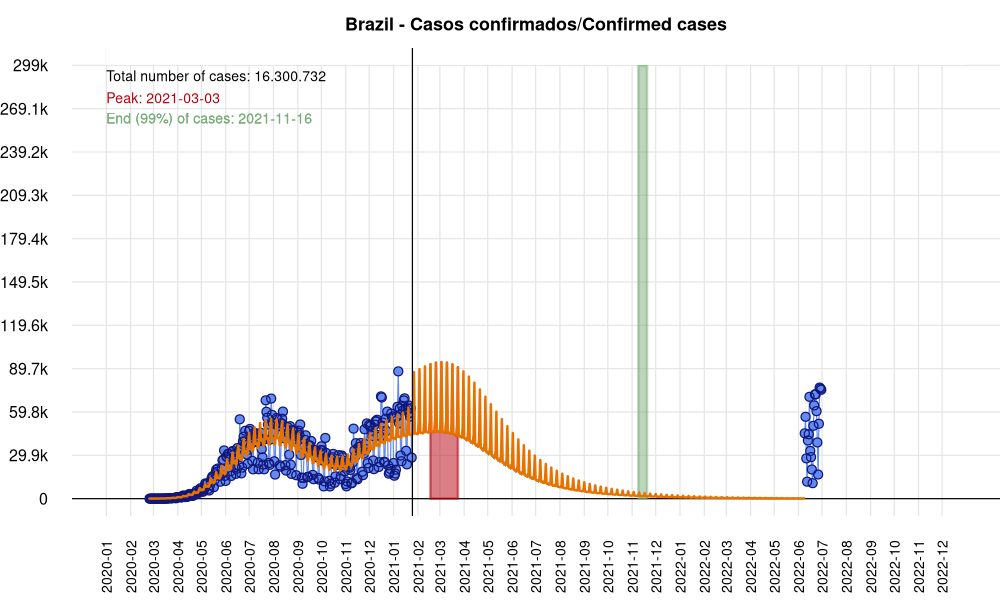 Brazil - Casos confirmados/Confirmed cases
299k
269.1k
239.2k
209.3k
179.4k
149.5k
119.6k
89.7k
59.8k
29.9k
0
Total number of cases: 16.300.732
Peak: 2021-03-03
End (99%) of cases: 2021-11-16
2020-01
2020-02
2020-03
2020-04
2020-05
2020-06
2020-07
2020-08
2020-09
2020-10
2020-11
2020-12
2021-01
2021-02
2021-03
2021-04
2021-05
2021-06
2021-07
2021-08
2021-09
2021-10
2021-11
2021-12
2022-01
2022-02
2022-03
2022-04
2022-05
2022-06
2022-07
2022-08
2022-09
2022-10
2022-11
2022-12